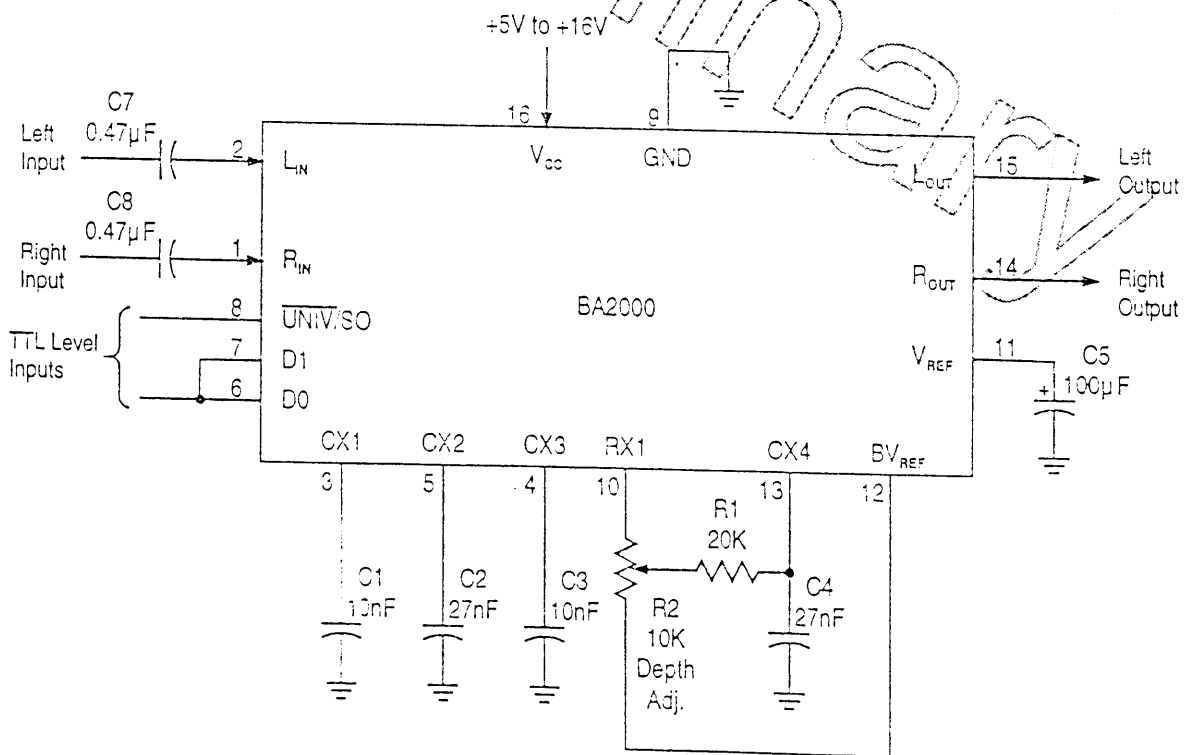 +5V to +16V
C7
0.47µF
Left
Input
2
LIN
16
VCC
9
GND
LOUT
15
Left
Output
C8
0.47µF
Right
Input
1
RIN
BA2000
ROUT
14
Right
Output
TTL Level
Inputs
8
UNIV/SO
7
D1
6
D0
VREF
11
C5
+
100µF
CX1
CX2
CX3
RX1
CX4
BVREF
3
5
4
10
13
12
R1
20K
C1
10nF
C2
27nF
C3
10nF
R2
10K
Depth
Adj.
C4
27nF